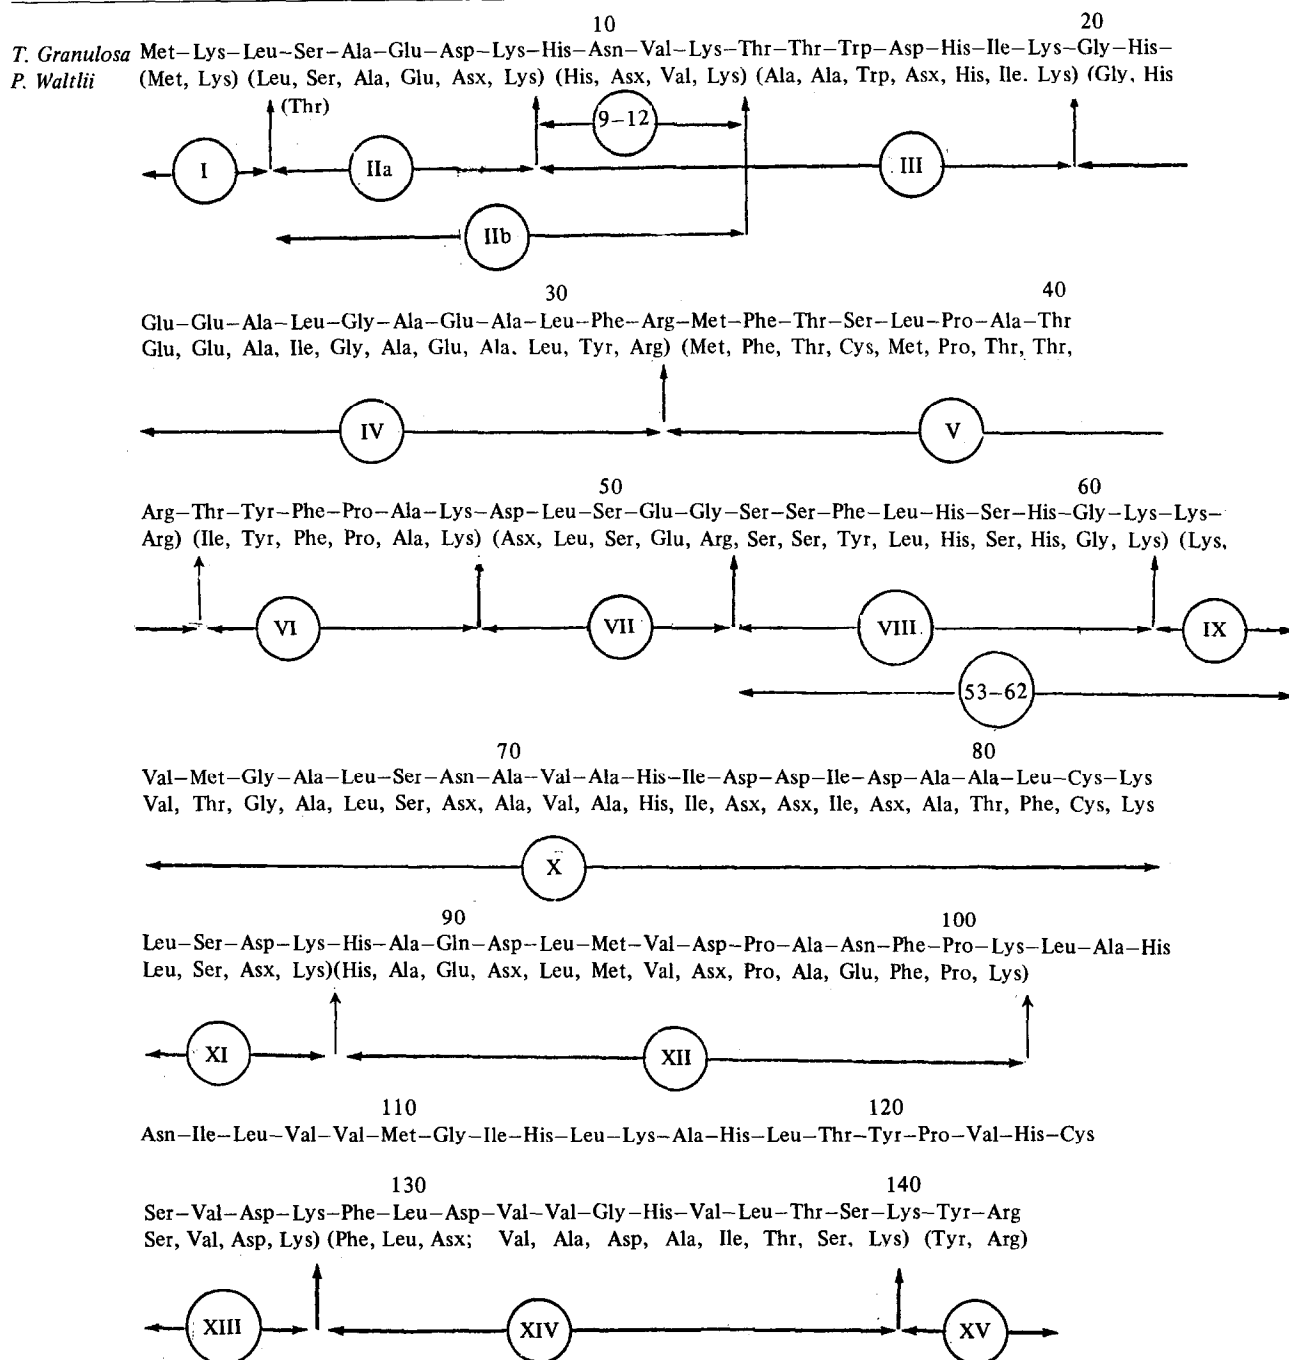 10 20
T. Granulosa Met–Lys–Leu–Ser–Ala–Glu–Asp–Lys–His–Asn–Val–Lys–Thr–Thr–Trp–Asp–His–Ile–Lys–Gly–His–
P. Waltlii (Met, Lys) (Leu, Ser, Ala, Glu, Asx, Lys) (His, Asx, Val, Lys) (Ala, Ala, Trp, Asx, His, Ile. Lys) (Gly, His
(Thr)
9–12
I IIa III
IIb
30 40
Glu–Glu–Ala–Leu–Gly–Ala–Glu–Ala–Leu–Phe–Arg–Met–Phe–Thr–Ser–Leu–Pro–Ala–Thr
Glu, Glu, Ala, Ile, Gly, Ala, Glu, Ala. Leu, Tyr, Arg) (Met, Phe, Thr, Cys, Met, Pro, Thr, Thr,
IV V
50 60
Arg–Thr–Tyr–Phe–Pro–Ala–Lys–Asp–Leu–Ser–Glu–Gly–Ser–Ser–Phe–Leu–His–Ser–His–Gly–Lys–Lys–
Arg) (Ile, Tyr, Phe, Pro, Ala, Lys) (Asx, Leu, Ser, Glu, Arg, Ser, Ser, Tyr, Leu, His, Ser, His, Gly, Lys) (Lys,
VI VII VIII IX
53–62
70 80
Val–Met–Gly–Ala–Leu–Ser–Asn–Ala–Val–Ala–His–Ile–Asp–Asp–Ile–Asp–Ala–Ala–Leu–Cys–Lys
Val, Thr, Gly, Ala, Leu, Ser, Asx, Ala, Val, Ala, His, Ile, Asx, Asx, Ile, Asx, Ala, Thr, Phe, Cys, Lys
X
90 100
Leu–Ser–Asp–Lys–His–Ala–Gln–Asp–Leu–Met–Val–Asp–Pro–Ala–Asn–Phe–Pro–Lys–Leu–Ala–His
Leu, Ser, Asx, Lys)(His, Ala, Glu, Asx, Leu, Met, Val, Asx, Pro, Ala, Glu, Phe, Pro, Lys)
XI XII
110 120
Asn–Ile–Leu–Val–Val–Met–Gly–Ile–His–Leu–Lys–Ala–His–Leu–Thr–Tyr–Pro–Val–His–Cys
130 140
Ser–Val–Asp–Lys–Phe–Leu–Asp–Val–Val–Gly–His–Val–Leu–Thr–Ser–Lys–Tyr–Arg
Ser, Val, Asp, Lys) (Phe, Leu, Asx; Val, Ala, Asp, Ala, Ile, Thr, Ser, Lys) (Tyr, Arg)
XIII XIV XV